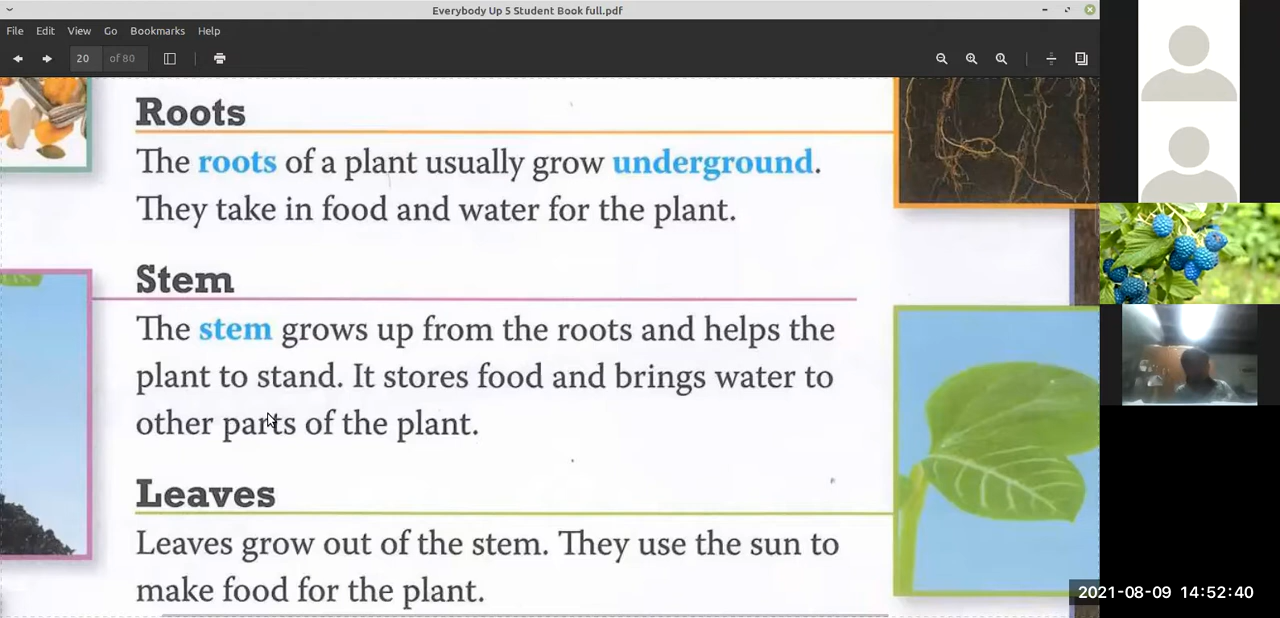 Everybody Up 5 Student Book full.pdf
File Edit View Go Bookmarks Help
20 of 80
Roots
The roots of a plant usually grow underground.
They take in food and water for the plant.
Stem
The stem grows up from the roots and helps the
plant to stand. It stores food and brings water to
other parts of the plant.
Leaves
Leaves grow out of the stem. They use the sun to
make food for the plant.
2021-08-09 14:52:40